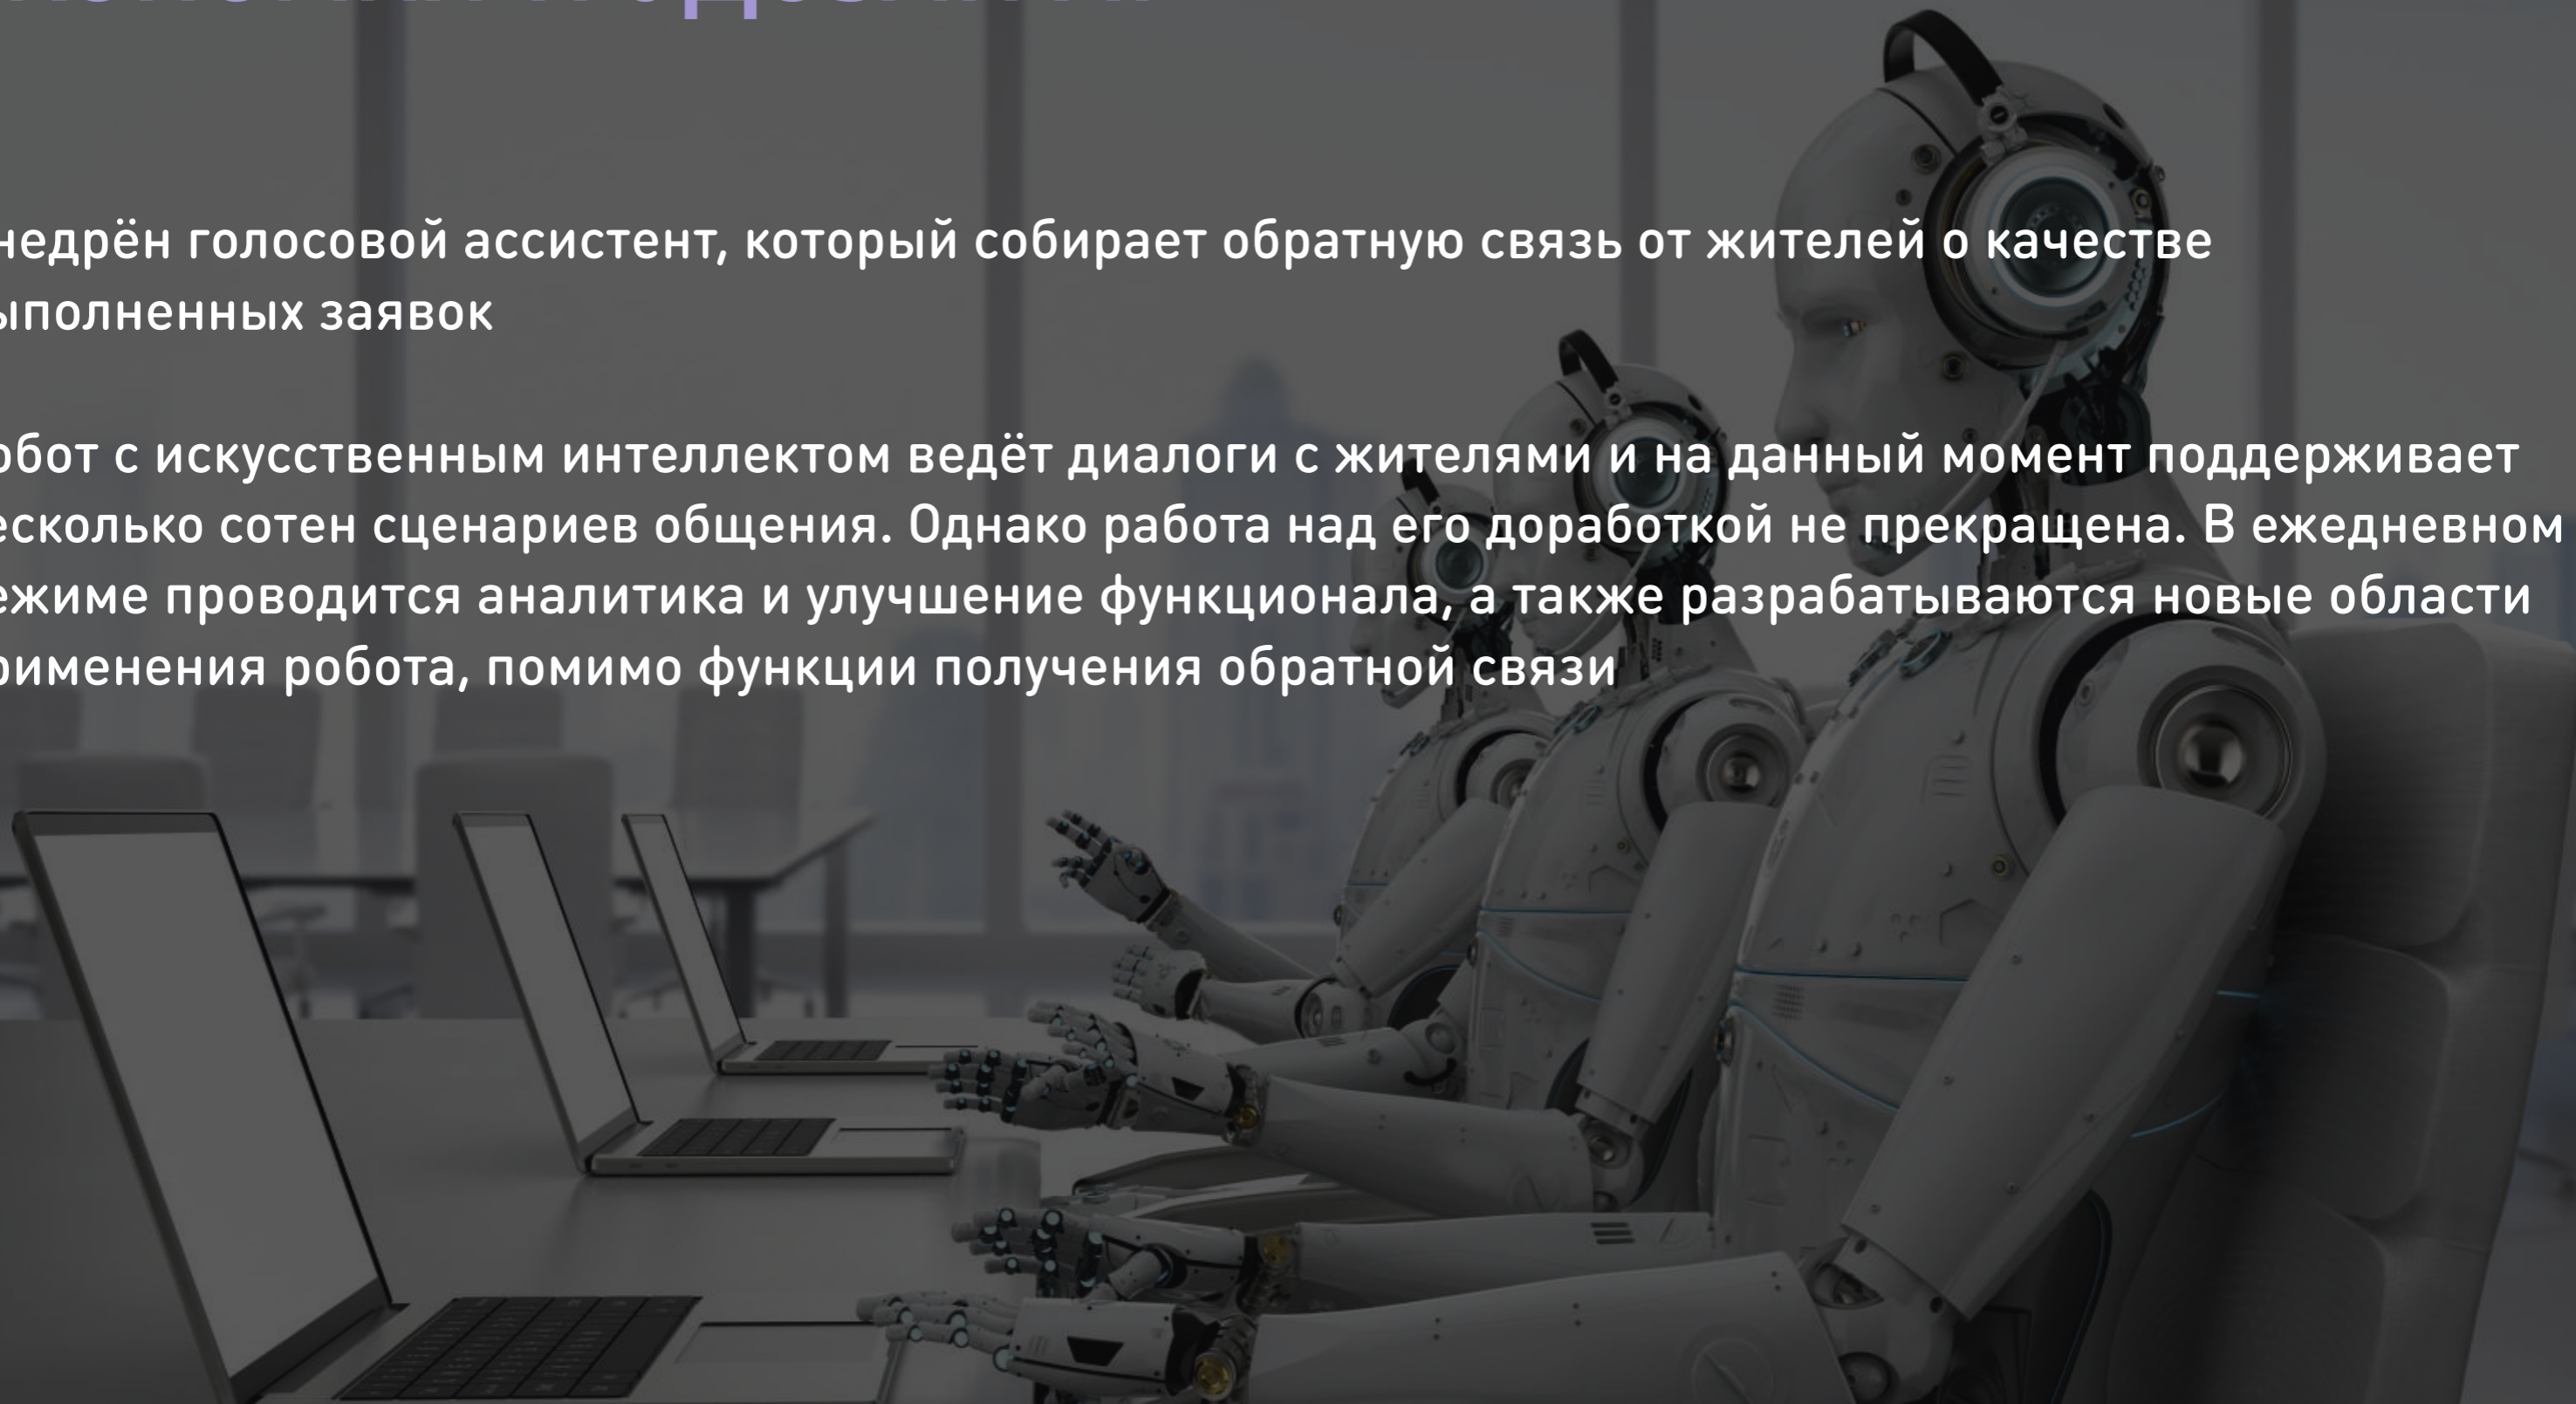 недрён голосовой ассистент, который собирает обратную связь от жителей о качестве
ыполненных заявок
обот с искусственным интеллектом ведёт диалоги с жителями и на данный момент поддерживает
есколько сотен сценариев общения. Однако работа над его доработкой не прекращена. В ежедневном
ежиме проводится аналитика и улучшение функционала, а также разрабатываются новые области
рименения робота, помимо функции получения обратной связи